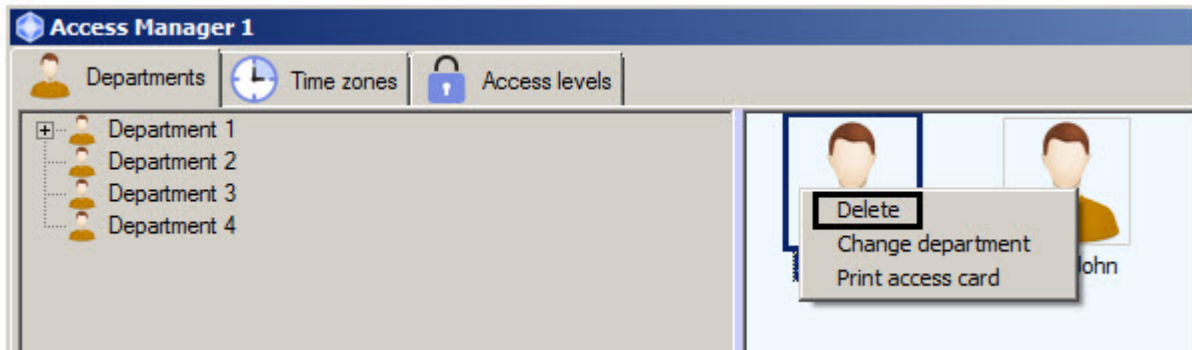 Access Manager 1
Departments Time zones Access levels
Department 1
Department 2
Department 3
Department 4
Delete
Change department
Print access card